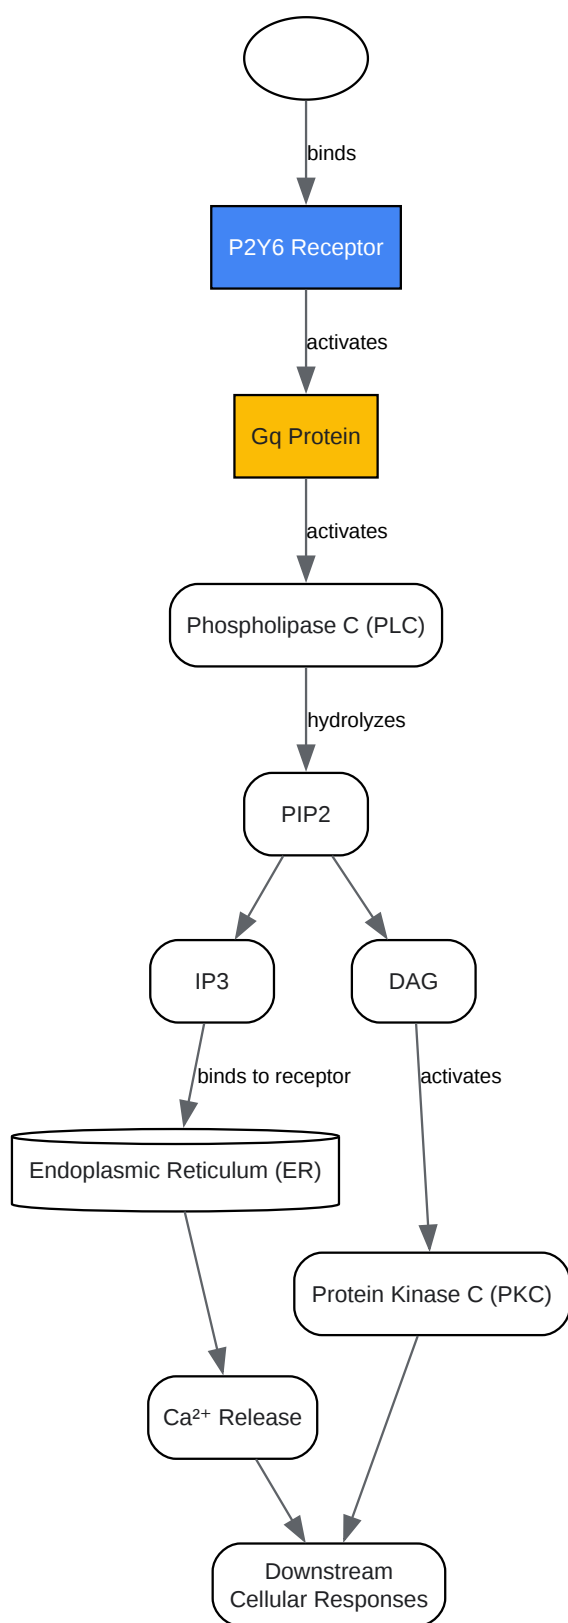 binds
P2Y6 Receptor
activates
Gq Protein
activates
Phospholipase C (PLC)
hydrolyzes
PIP2
IP3
DAG
binds to receptor
activates
Endoplasmic Reticulum (ER)
Protein Kinase C (PKC)
Ca²⁺ Release
Downstream
Cellular Responses